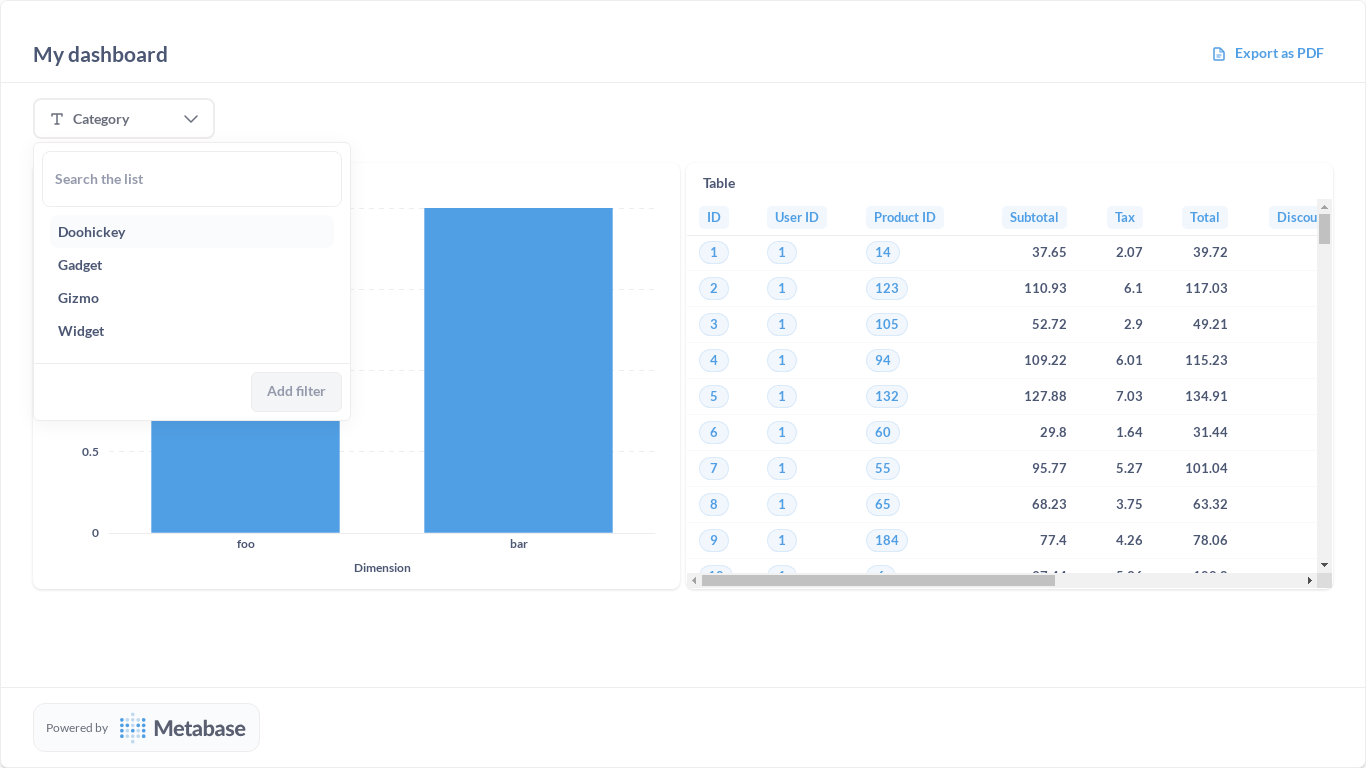 My dashboard
Export as PDF
Category
Search the list
Doohickey
Gadget
Gizmo
Widget
Add filter
0.5
0
foo
bar
Dimension
Table
ID User ID Product ID Subtotal Tax Total Discou
1 1 14 37.65 2.07 39.72
2 1 123 110.93 6.1 117.03
3 1 105 52.72 2.9 49.21
4 1 94 109.22 6.01 115.23
5 1 132 127.88 7.03 134.91
6 1 60 29.8 1.64 31.44
7 1 55 95.77 5.27 101.04
8 1 65 68.23 3.75 63.32
9 1 184 77.4 4.26 78.06
Powered by Metabase